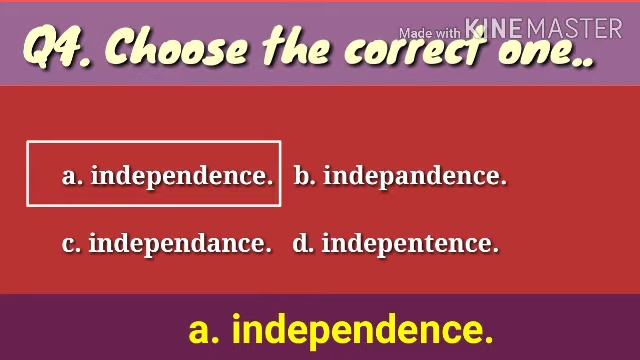 Made with KINEMASTER
Q4. Choose the correct one..
a. independence. b. indepandence.
c. independance. d. indepentence.
a. independence.